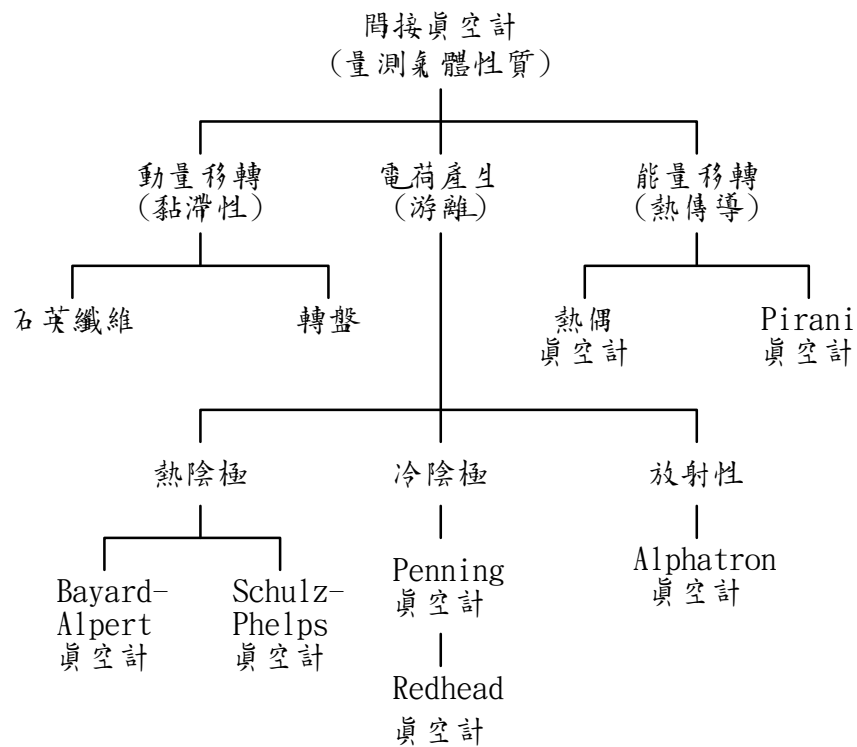 間接真空計
(量測氣體性質)
動量移轉
(黏滯性)
電荷產生
(游離)
能量移轉
(熱傳導)
石英纖維
轉盤
熱偶
真空計
Pirani
真空計
熱陰極
冷陰極
放射性
Bayard-
Alpert
真空計
Schulz-
Phelps
真空計
Penning
真空計
Alphatron
真空計
Redhead
真空計